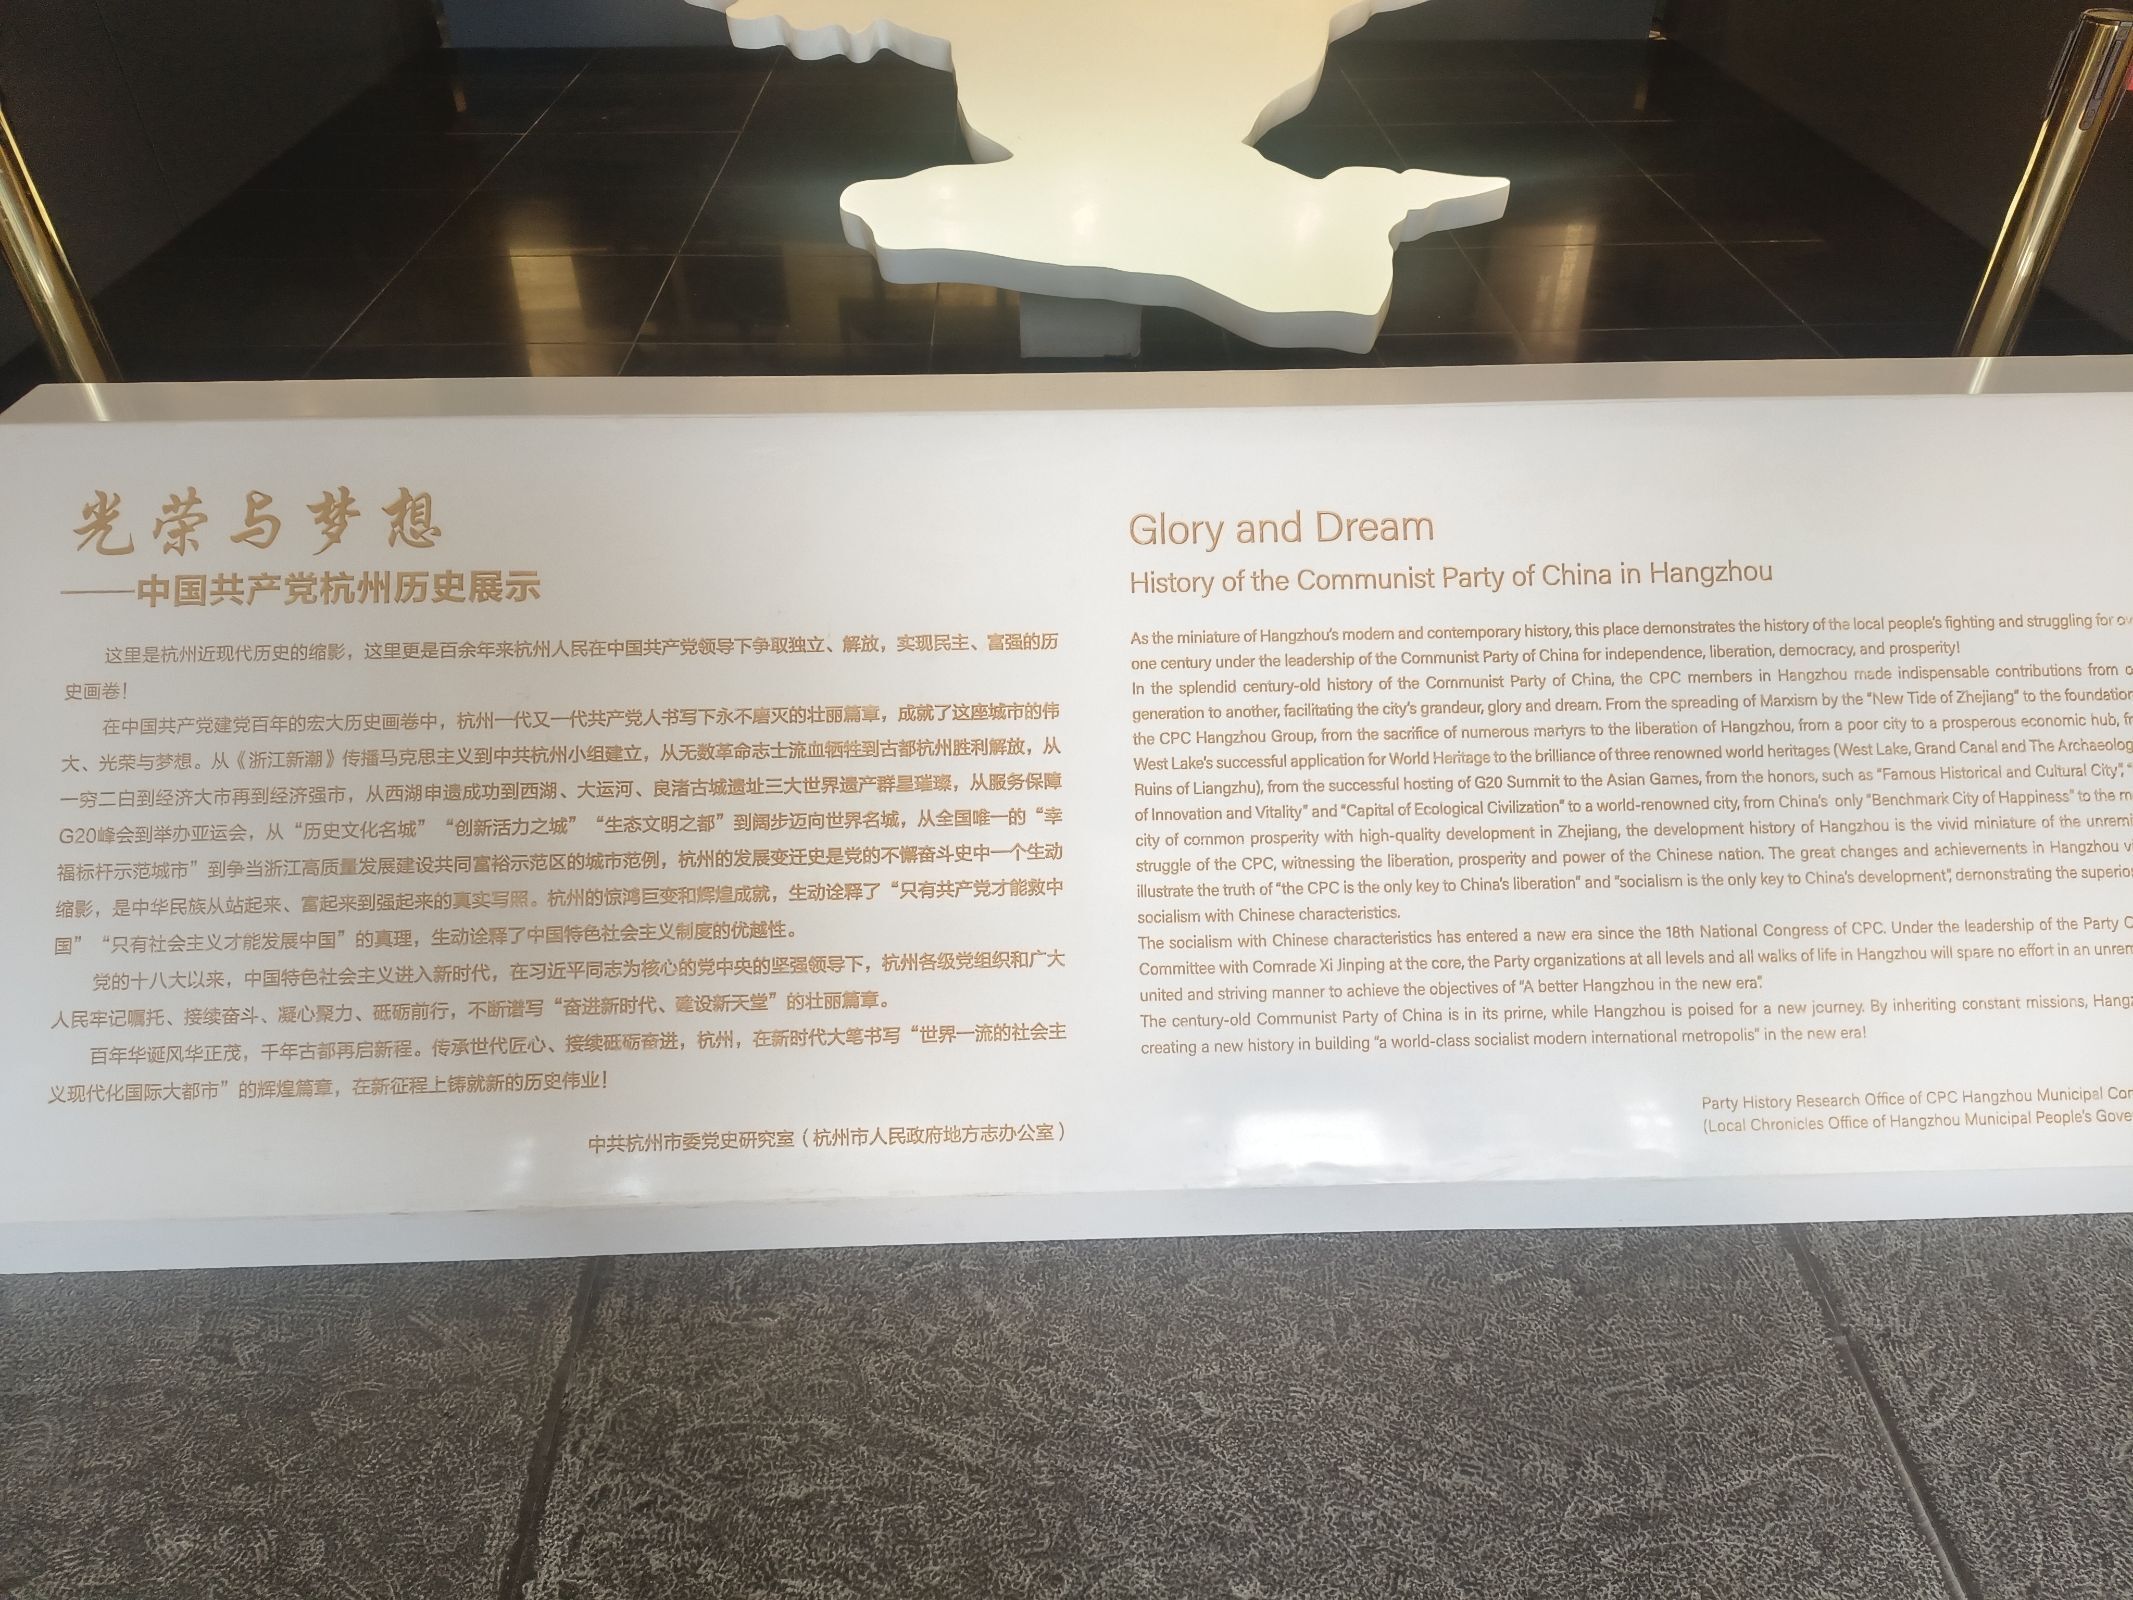 光荣与梦想
——中国共产党杭州历史展示
这里是杭州近现代历史的缩影，这里更是百余年来杭州人民在中国共产党领导下争取独立、解放，实现民主、富强的历
史画卷！
在中国共产党建党百年的宏大历史画卷中，杭州一代又一代共产党人书写下永不磨灭的壮丽篇章，成就了这座城市的伟
大、光荣与梦想。从《浙江新潮》传播马克思主义到中共杭州小组建立，从无数革命志士流血牺牲到古都杭州胜利解放，从
一穷二白到经济大市再到经济强市，从西湖申遗成功到西湖、大运河、良渚古城遗址三大世界遗产群星璀璨，从服务保障
G20峰会到举办亚运会，从“历史文化名城”“创新活力之城”“生态文明之都”到阔步迈向世界名城，从全国唯一的“幸
福标杆示范城市”到争当浙江高质量发展建设共同富裕示范区的城市范例，杭州的发展变迁史是党的不懈奋斗史中一个生动
缩影，是中华民族从站起来、富起来到强起来的真实写照。杭州的惊鸿巨变和辉煌成就，生动诠释了“只有共产党才能救中
国”“只有社会主义才能发展中国”的真理，生动诠释了中国特色社会主义制度的优越性。
党的十八大以来，中国特色社会主义进入新时代，在习近平同志为核心的党中央的坚强领导下，杭州各级党组织和广大
人民牢记嘱托、接续奋斗、凝心聚力、砥砺前行，不断谱写“奋进新时代、建设新天堂”的壮丽篇章。
百年华诞风华正茂，千年古都再启新程。传承世代匠心、接续砥砺奋进，杭州，在新时代大笔书写“世界一流的社会主
义现代化国际大都市”的辉煌篇章，在新征程上铸就新的历史伟业！
中共杭州市委党史研究室（杭州市人民政府地方志办公室）
Glory and Dream
History of the Communist Party of China in Hangzhou
As the miniature of Hangzhou's modern and contemporary history, this place demonstrates the history of the local people's fighting and struggling for
one century under the leadership of the Communist Party of China for independence, liberation, democracy, and prosperity!
In the splendid century-old history of the Communist Party of China, the CPC members in Hangzhou made indispensable contributions from
generation to another, facilitating the city's grandeur, glory and dream. From the spreading of Marxism by the "New Tide of Zhejiang" to the foundation
the CPC Hangzhou Group, from the sacrifice of numerous martyrs to the liberation of Hangzhou, from a poor city to a prosperous economic hub,
West Lake's successful application for World Heritage to the brilliance of three renowned world heritages (West Lake, Grand Canal and The Archaeolog
Ruins of Liangzhu), from the successful hosting of G20 Summit to the Asian Games, from the honors, such as "Famous Historical and Cultural City", "
of Innovation and Vitality" and "Capital of Ecological Civilization" to a world-renowned city, from China's only "Benchmark City of Happiness" to the
city of common prosperity with high-quality development in Zhejiang, the development history of Hangzhou is the vivid miniature of the unremi
struggle of the CPC, witnessing the liberation, prosperity and power of the Chinese nation. The great changes and achievements in Hangzhou
illustrate the truth of "the CPC is the only key to China's liberation" and "socialism is the only key to China's development", demonstrating the superio
socialism with Chinese characteristics.
The socialism with Chinese characteristics has entered a new era since the 18th National Congress of CPC. Under the leadership of the Party C
Committee with Comrade Xi Jinping at the core, the Party organizations at all levels and all walks of life in Hangzhou will spare no effort in an unrem
united and striving manner to achieve the objectives of "A better Hangzhou in the new era".
The century-old Communist Party of China is in its prime, while Hangzhou is poised for a new journey. By inheriting constant missions, Hangz
creating a new history in building "a world-class socialist modern international metropolis" in the new era!
Party History Research Office of CPC Hangzhou Municipal Com
(Local Chronicles Office of Hangzhou Municipal People's Gove